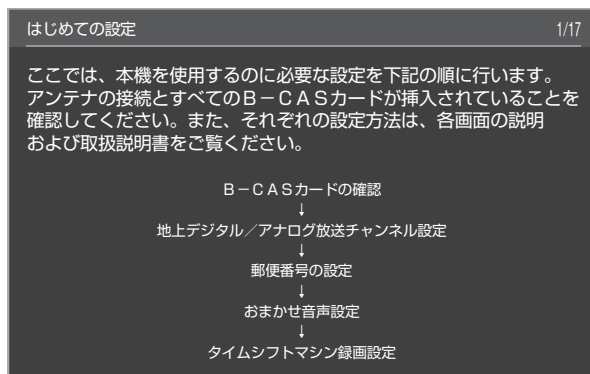 はじめての設定 1/17
ここでは、本機を使用するのに必要な設定を下記の順に行います。
アンテナの接続とすべてのB－CASカードが挿入されていることを
確認してください。また、それぞれの設定方法は、各画面の説明
および取扱説明書をご覧ください。
B－CASカードの確認
↓
地上デジタル／アナログ放送チャンネル設定
↓
郵便番号の設定
↓
おまかせ音声設定
↓
タイムシフトマシン録画設定